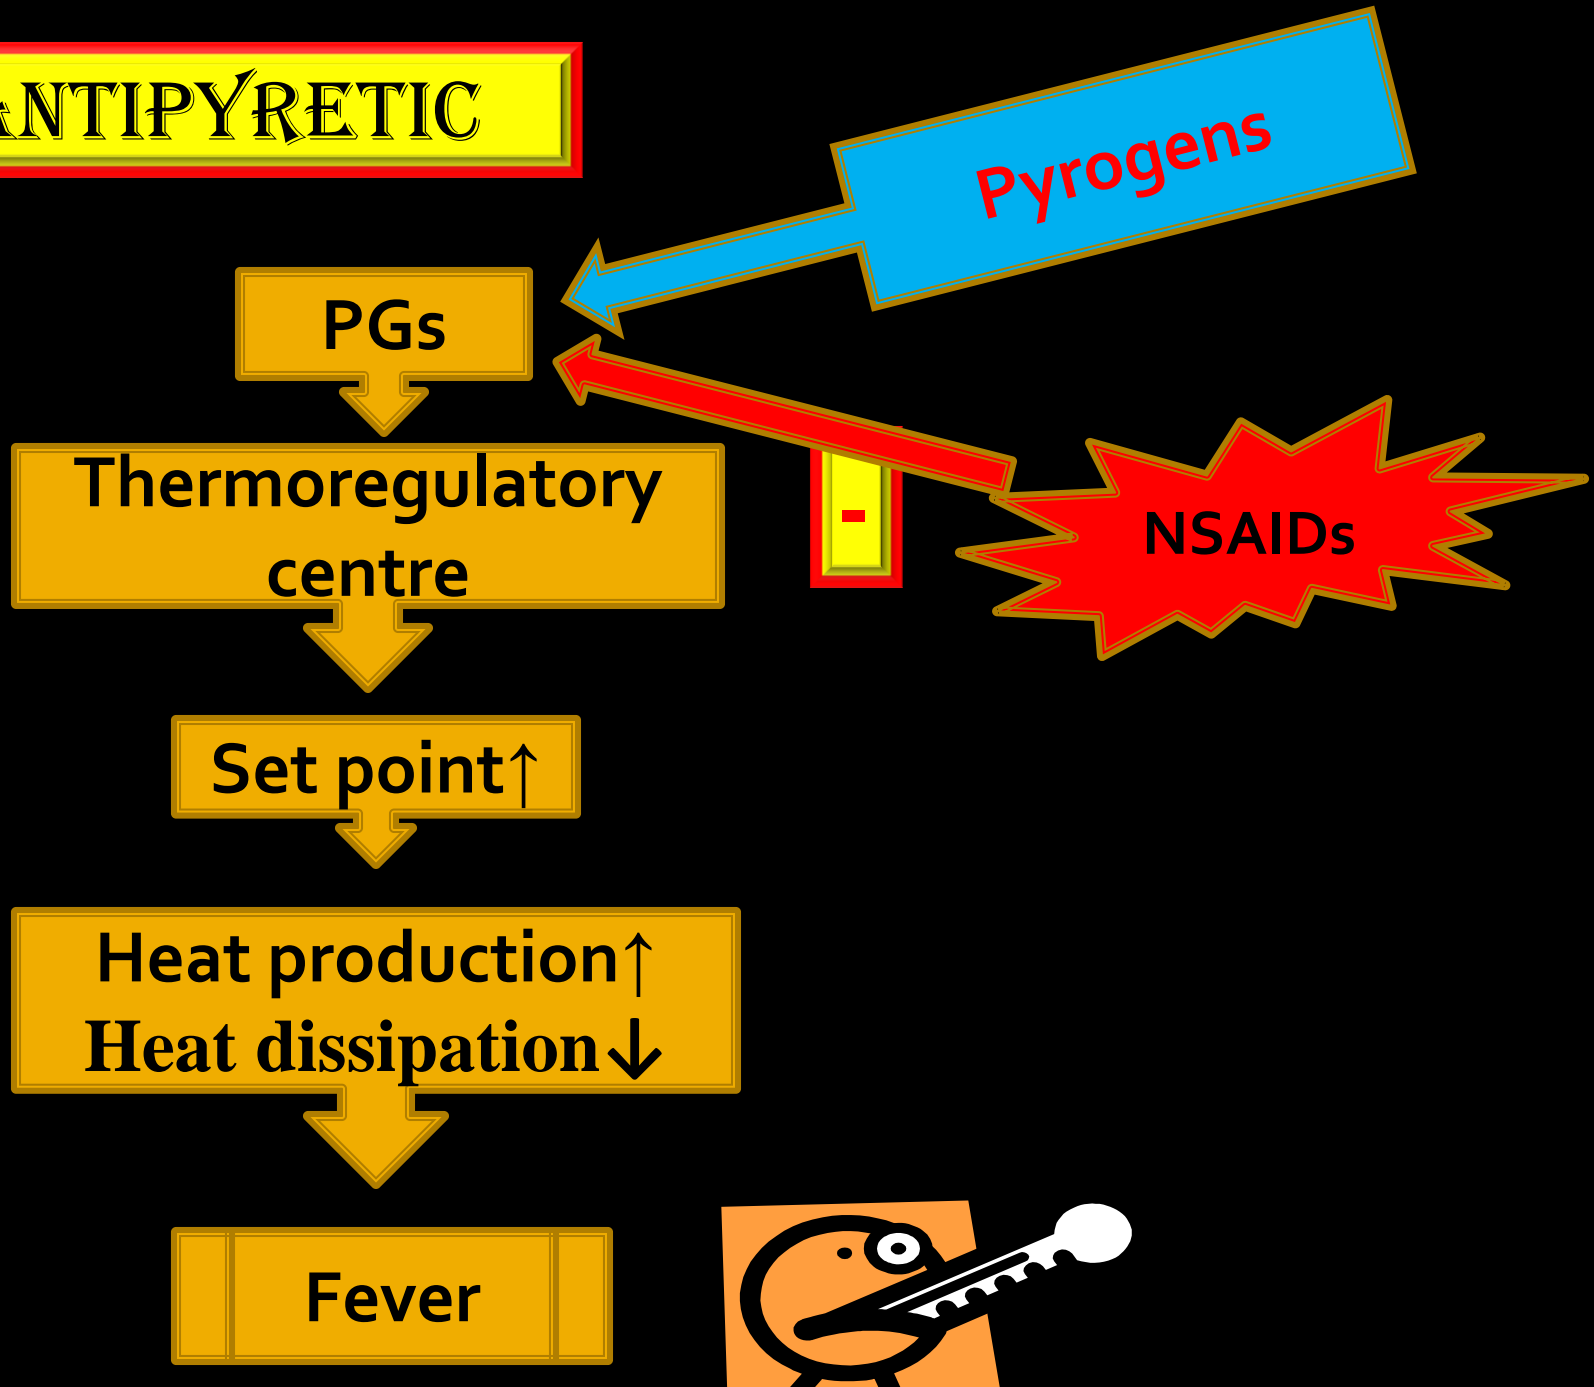 ANTIPYRETIC
Pyrogens
PGs
Thermoregulatory
centre
-
NSAIDs
Set point↑
Heat production↑
Heat dissipation↓
Fever